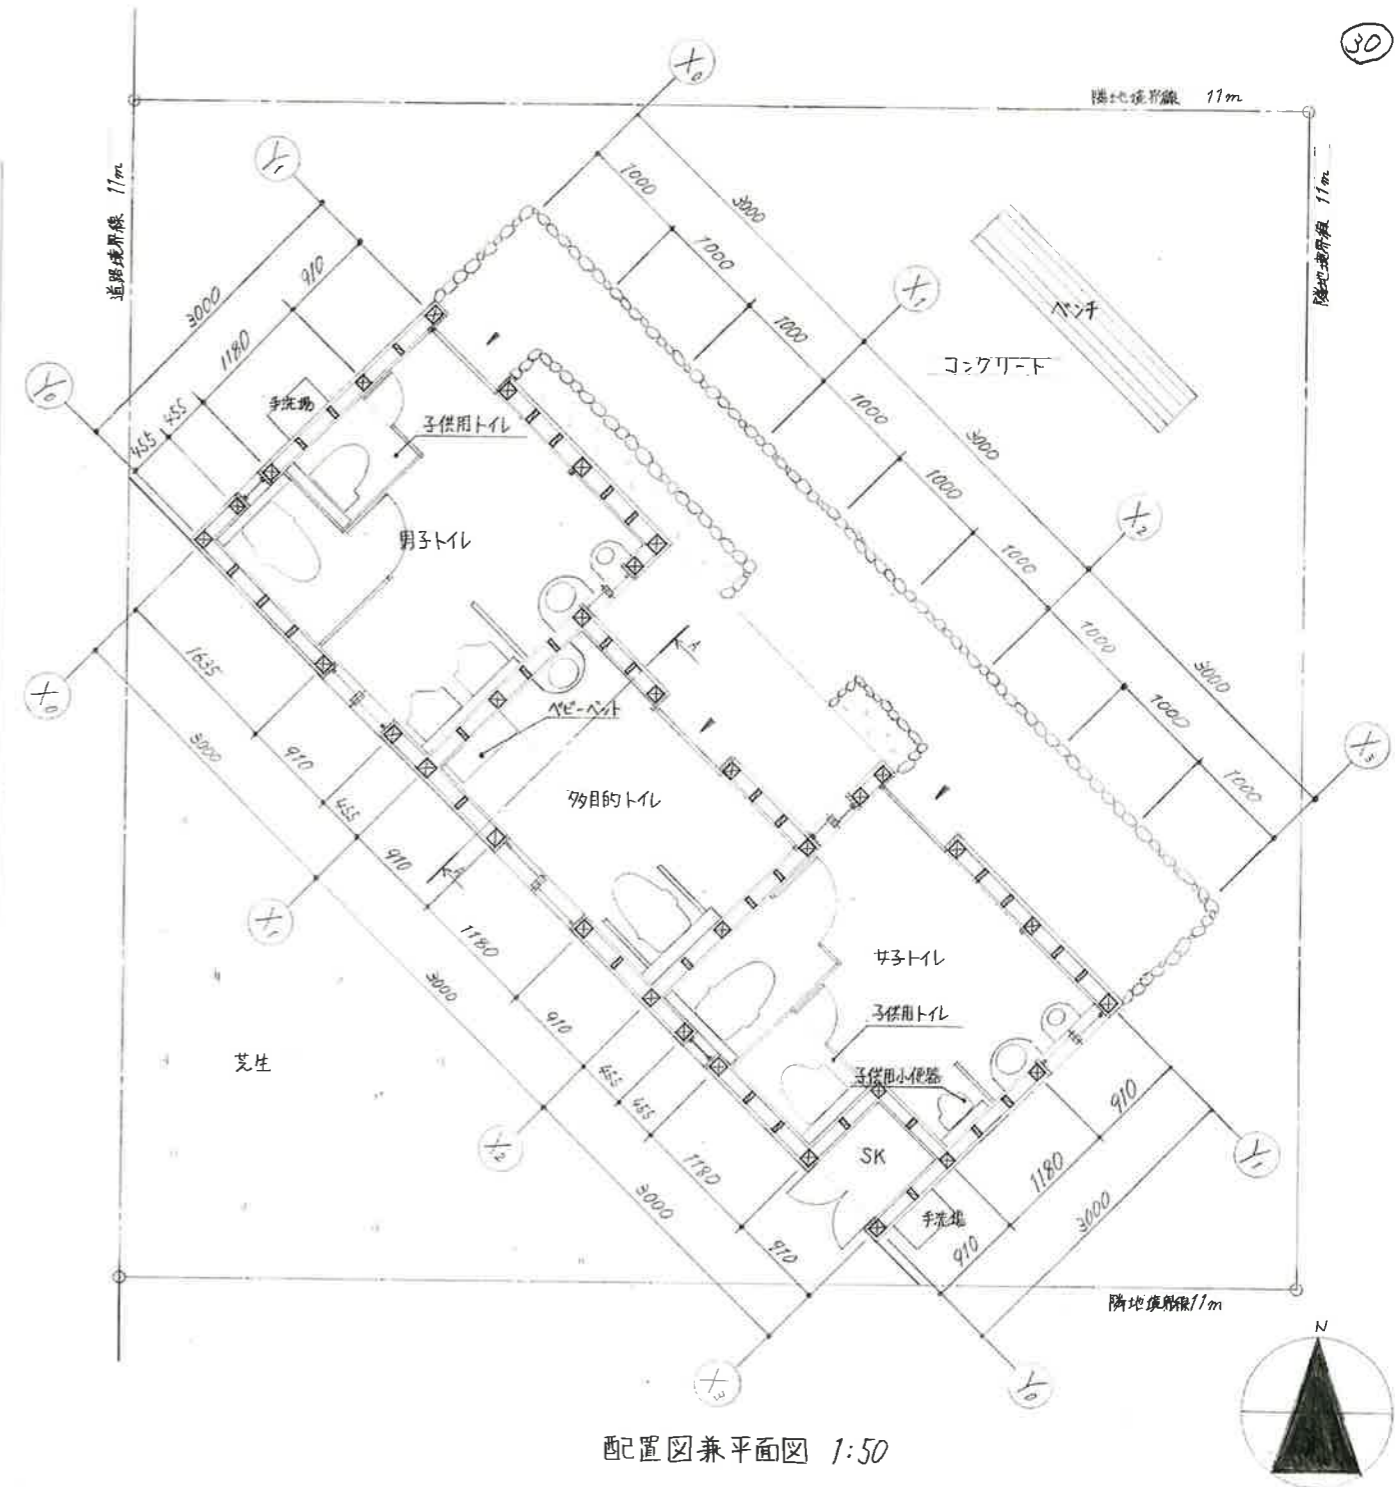 30
隣地境界線 11m
道路境界線 11m
隣地境界線 11m
X0
Y1
1000
3000
1000
910
3000
1180
1000
X1
ベンチ
コンクリート
Y0
手洗場
455
455
子供用トイレ
1000
3000
1000
X2
男子トイレ
1000
A
1000
3000
X0
1635
ベビーベット
1000
X3
3000
910
1000
多目的トイレ
455
910
A
X1
1180
女子トイレ
3000
910
子供用トイレ
芝生
455
子供用小便器
455
910
X2
1180
SK
1180
Y1
3000
手洗場
3000
910
910
隣地境界線11m
X3
Y0
N
配置図兼平面図 1:50